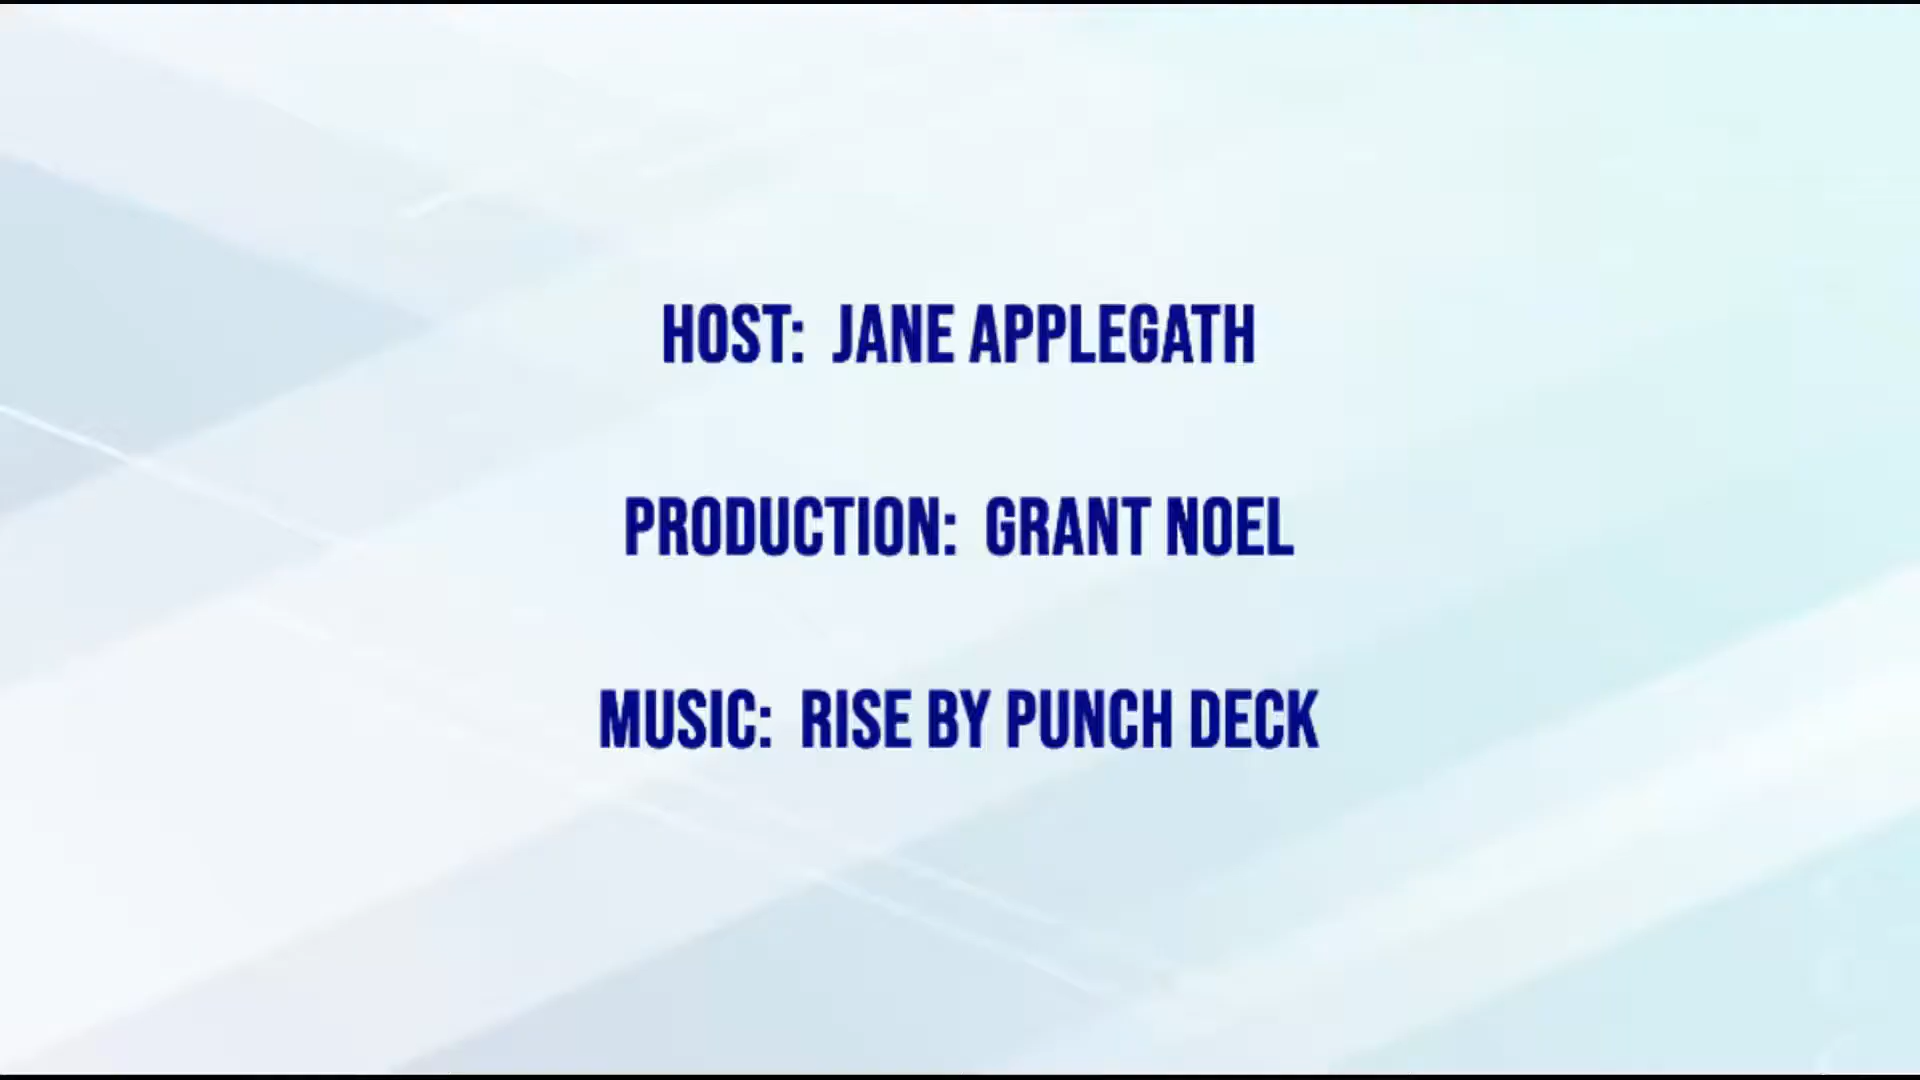 HOST: JANE APPLEGATH
PRODUCTION: GRANT NOEL
MUSIC: RISE BY PUNCH DECK